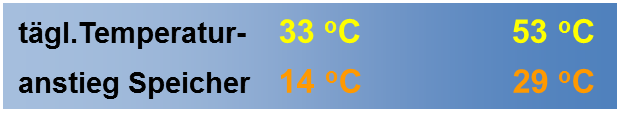 tägl.Temperatur- 33 °C 53 °C
anstieg Speicher 14 °C 29 °C